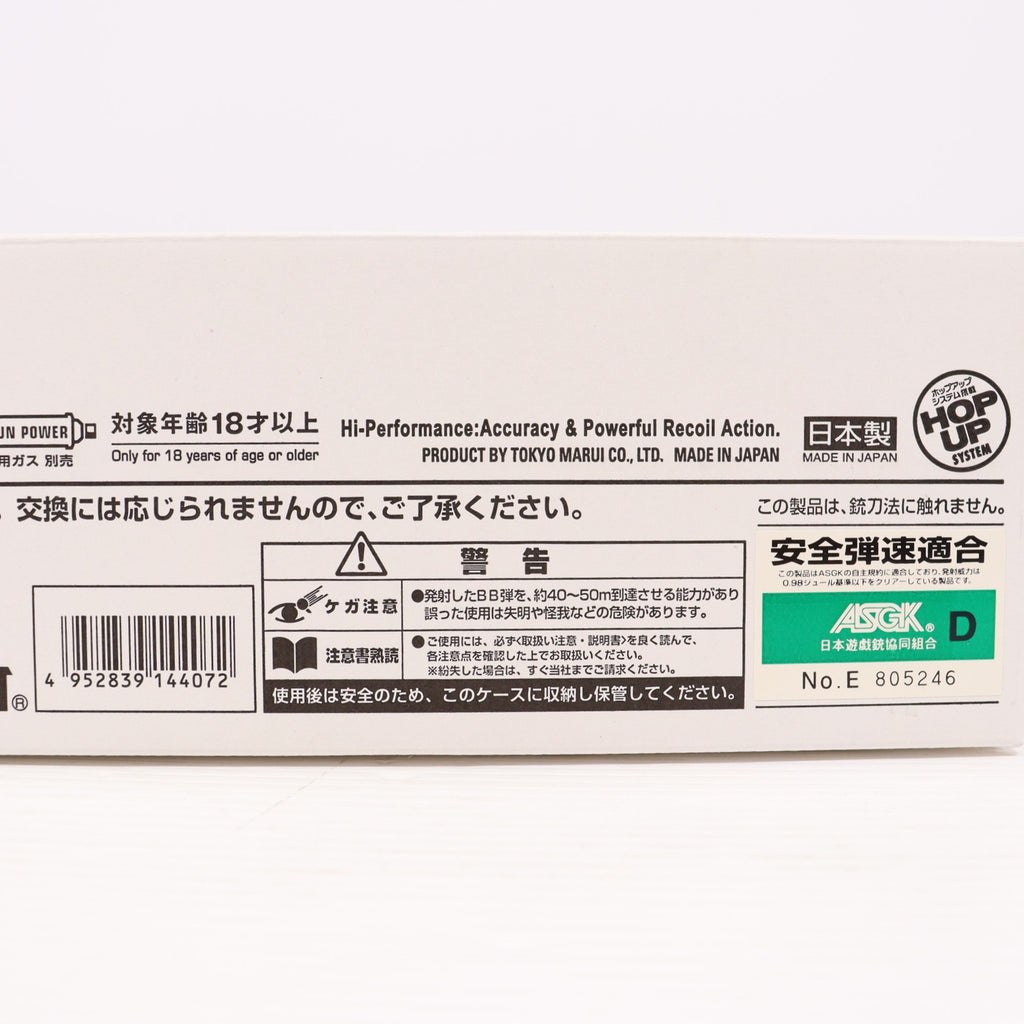 ホップアップ
システム搭載
HOP
UP
SYSTEM
UN POWER
用ガス 別売
対象年齢18才以上
Only for 18 years of age or older
Hi-Performance:Accuracy & Powerful Recoil Action.
PRODUCT BY TOKYO MARUI CO., LTD. MADE IN JAPAN
日本製
MADE IN JAPAN
。交換には応じられませんので、ご了承ください。
この製品は、銃刀法に触れません。
警告
ケガ注意
●発射したBB弾を、約40〜50m到達させる能力があり
誤った使用は失明や怪我などの危険があります。
注意書熟読
●ご使用には、必ず<取扱い注意・説明書>を良く読んで、
各注意点を確認した上でお取扱いください。
※紛失した場合は、すぐ当社までご請求ください。
使用後は安全のため、このケースに収納し保管してください。
4 952839 144072
®
安全弾速適合
この製品はASGKの自主規約に適合しており、発射威力は
0.98ジュール基準以下をクリアーしている製品です。
ASGK® D
日本遊戯銃協同組合
No.E 805246